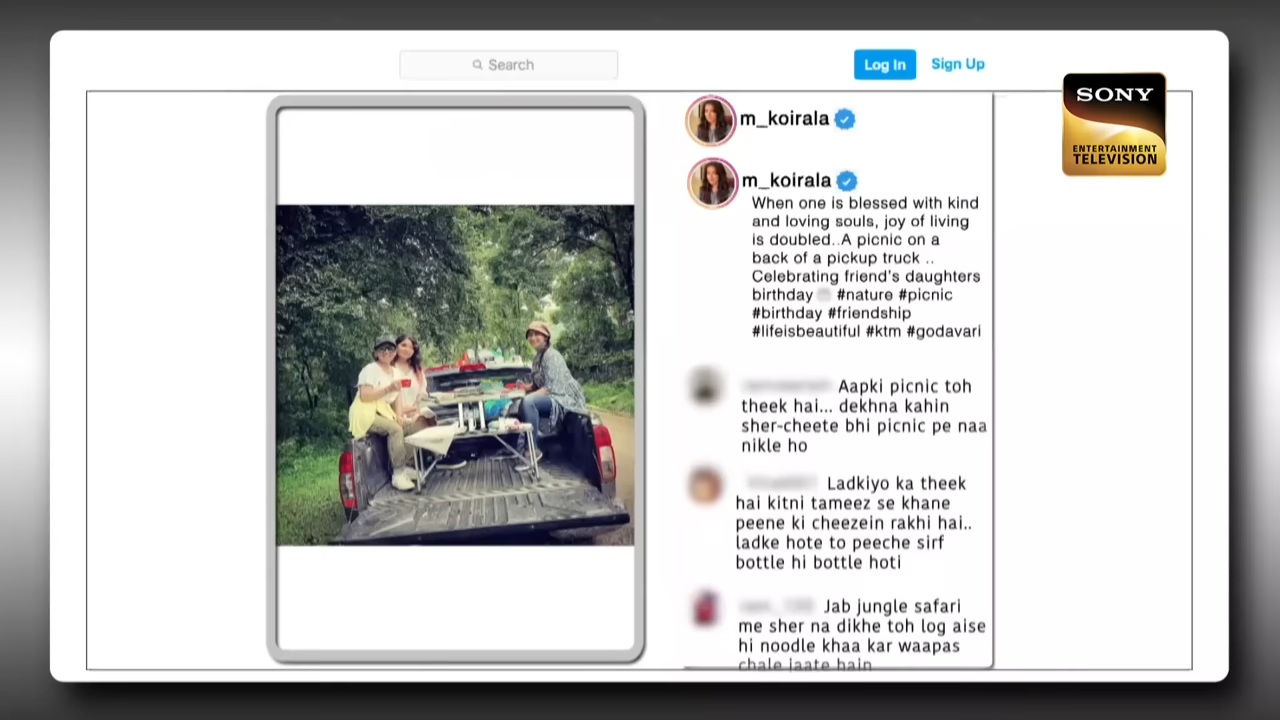 Search
Log In
Sign Up
SONY
ENTERTAINMENT
TELEVISION
m_koirala
m_koirala
When one is blessed with kind
and loving souls, joy of living
is doubled..A picnic on a
back of a pickup truck ..
Celebrating friend's daughters
birthday #nature #picnic
#birthday #friendship
#lifeisbeautiful #ktm #godavari
Aapki picnic toh
theek hai... dekhna kahin
sher-cheete bhi picnic pe naa
nikle ho
Ladkiyo ka theek
hai kitni tameez se khane
peene ki cheezein rakhi hai..
ladke hote to peeche sirf
bottle hi bottle hoti
Jab jungle safari
me sher na dikhe toh log aise
hi noodle khaa kar waapas
chale jaate hain